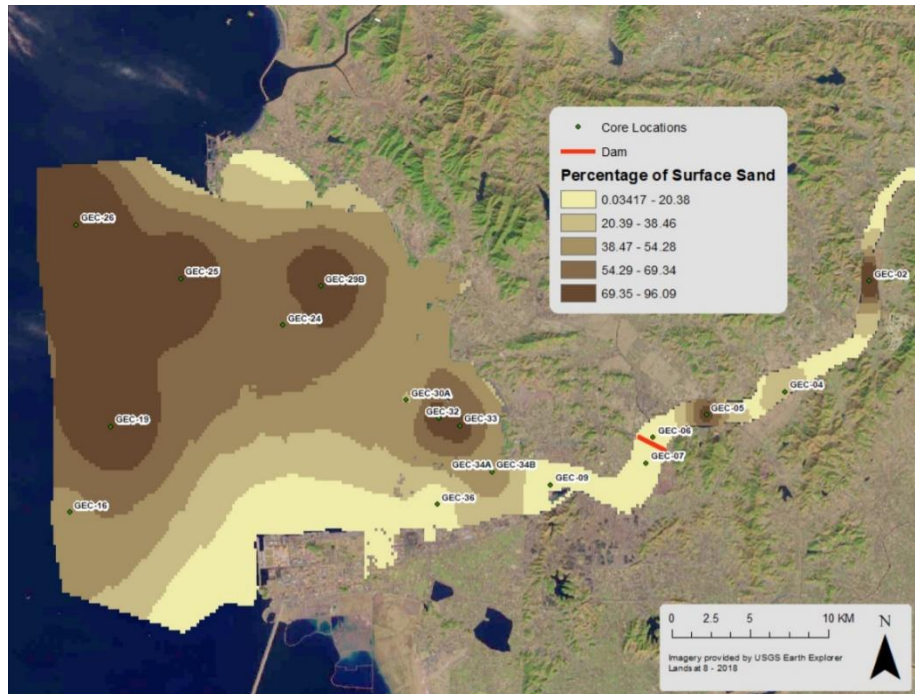 Core Locations
Dam
Percentage of Surface Sand
0.03417 - 20.38
20.39 - 38.46
38.47 - 54.28
54.29 - 69.34
69.35 - 96.09
GEC-26
GEC-25
GEC-29B
GEC-02
GEC-24
GEC-04
GEC-30A
GEC-32
GEC-33
GEC-05
GEC-19
GEC-06
GEC-34A
GEC-34B
GEC-07
GEC-09
GEC-16
GEC-36
0 2.5 5 10 KM
N
Imagery provided by USGS Earth Explorer
Landsat 8 - 2018